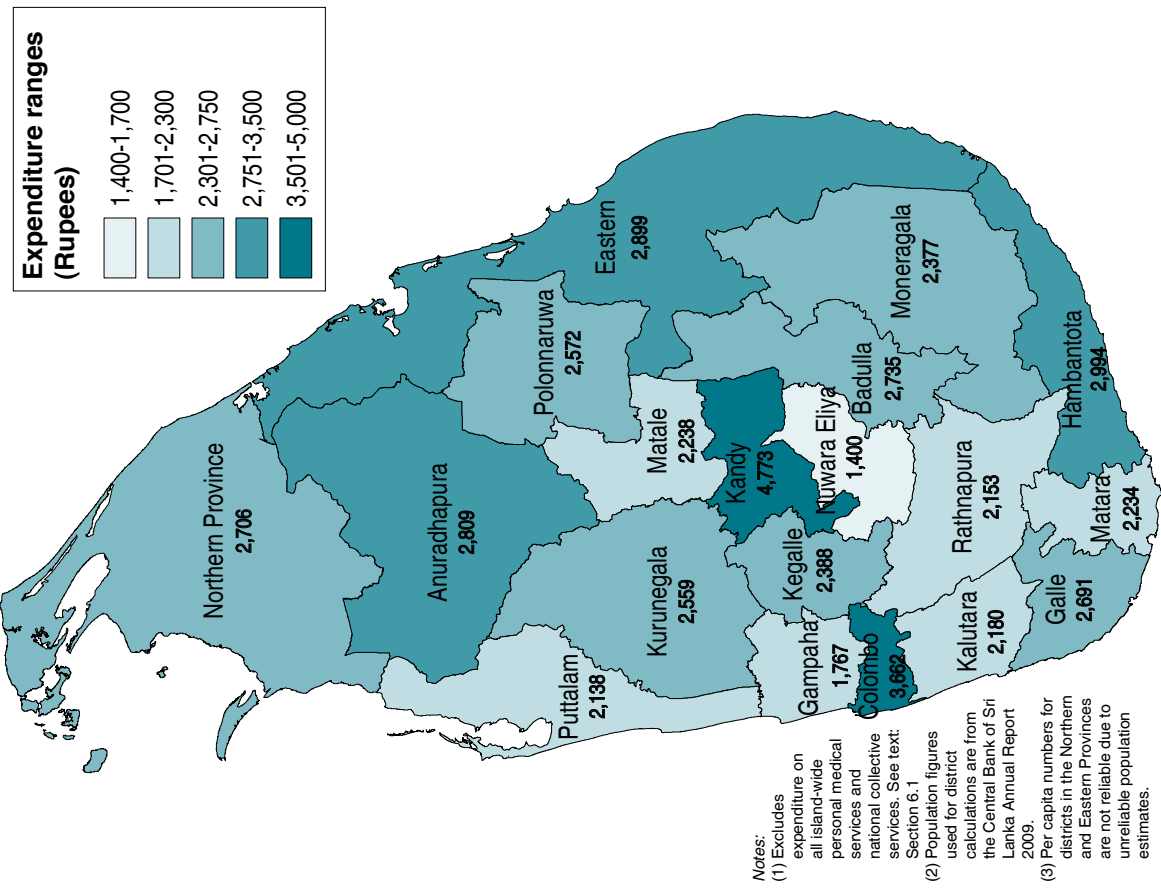 Expenditure ranges
(Rupees)
1,400-1,700
1,701-2,300
2,301-2,750
2,751-3,500
3,501-5,000
Northern Province
2,706
Anuradhapura
2,809
Eastern
2,899
Polonnaruwa
2,572
Puttalam
2,138
Kurunegala
2,559
Matale
2,238
Kandy
4,773
Nuwara Eliya
1,400
Badulla
2,735
Moneragala
2,377
Gampaha
1,767
Kegalle
2,388
Colombo
3,662
Kalutara
2,180
Rathnapura
2,153
Galle
2,691
Matara
2,234
Hambantota
2,994
Notes:
(1) Excludes
expenditure on
all island-wide
personal medical
services and
national collective
services. See text:
Section 6.1
(2) Population figures
used for district
calculations are from
the Central Bank of Sri
Lanka Annual Report
2009.
(3) Per capita numbers for
districts in the Northern
and Eastern Provinces
are not reliable due to
unreliable population
estimates.